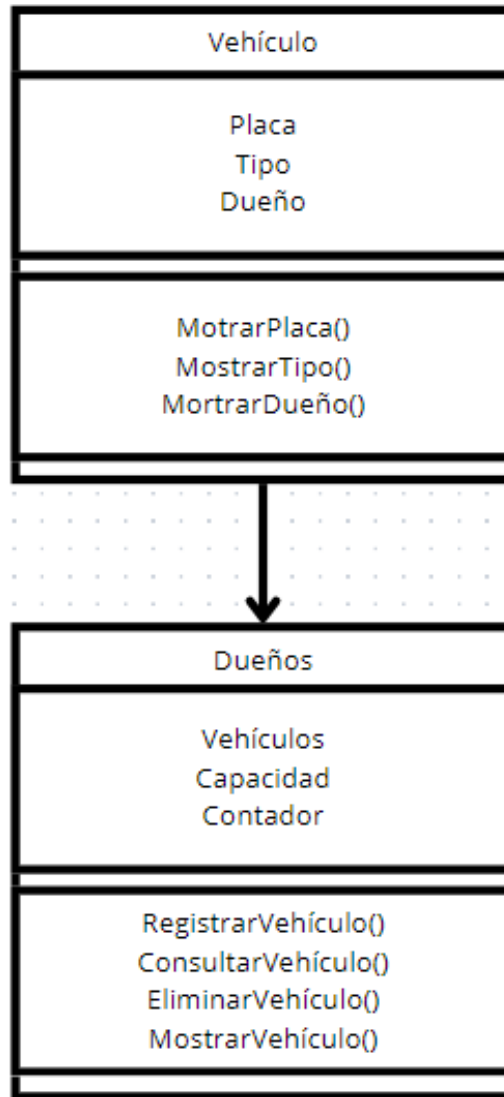 Vehículo
Placa
Tipo
Dueño
MotrarPlaca()
MostrarTipo()
MortrarDueño()
Dueños
Vehículos
Capacidad
Contador
RegistrarVehículo()
ConsultarVehículo()
EliminarVehículo()
MostrarVehículo()